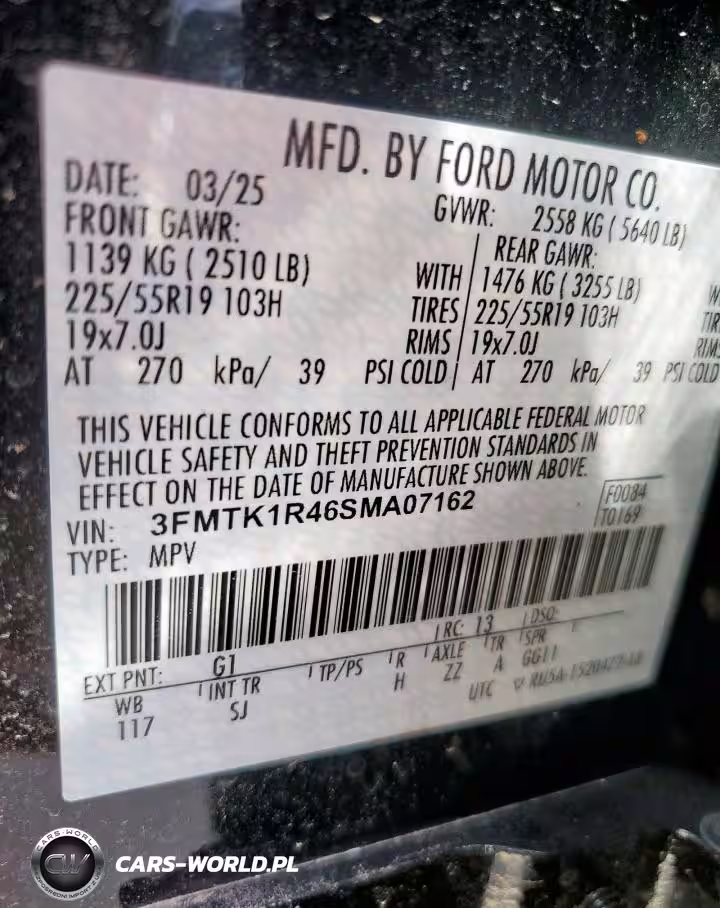 MFD. BY FORD MOTOR CO.
DATE: 03/25
GVWR: 2558 KG ( 5640 LB)
FRONT GAWR:
REAR GAWR:
1139 KG ( 2510 LB) WITH 1476 KG ( 3255 LB) W
225/55R19 103H TIRES 225/55R19 103H TIR
19x7.0J RIMS 19x7.0J RIMS
AT 270 kPa/ 39 PSI COLD AT 270 kPa/ 39 PSI COLD
THIS VEHICLE CONFORMS TO ALL APPLICABLE FEDERAL MOTOR
VEHICLE SAFETY AND THEFT PREVENTION STANDARDS IN
EFFECT ON THE DATE OF MANUFACTURE SHOWN ABOVE.
VIN: 3FMTK1R46SMA07162
F0084
T0169
TYPE: MPV
EXT PNT: G1 RC: 13 DSO:
WB INT TR TP/PS R AXLE TR SPR
117 SJ H ZZ A GG11
UTC
CARS-WORLD
CW
CARS-WORLD.PL